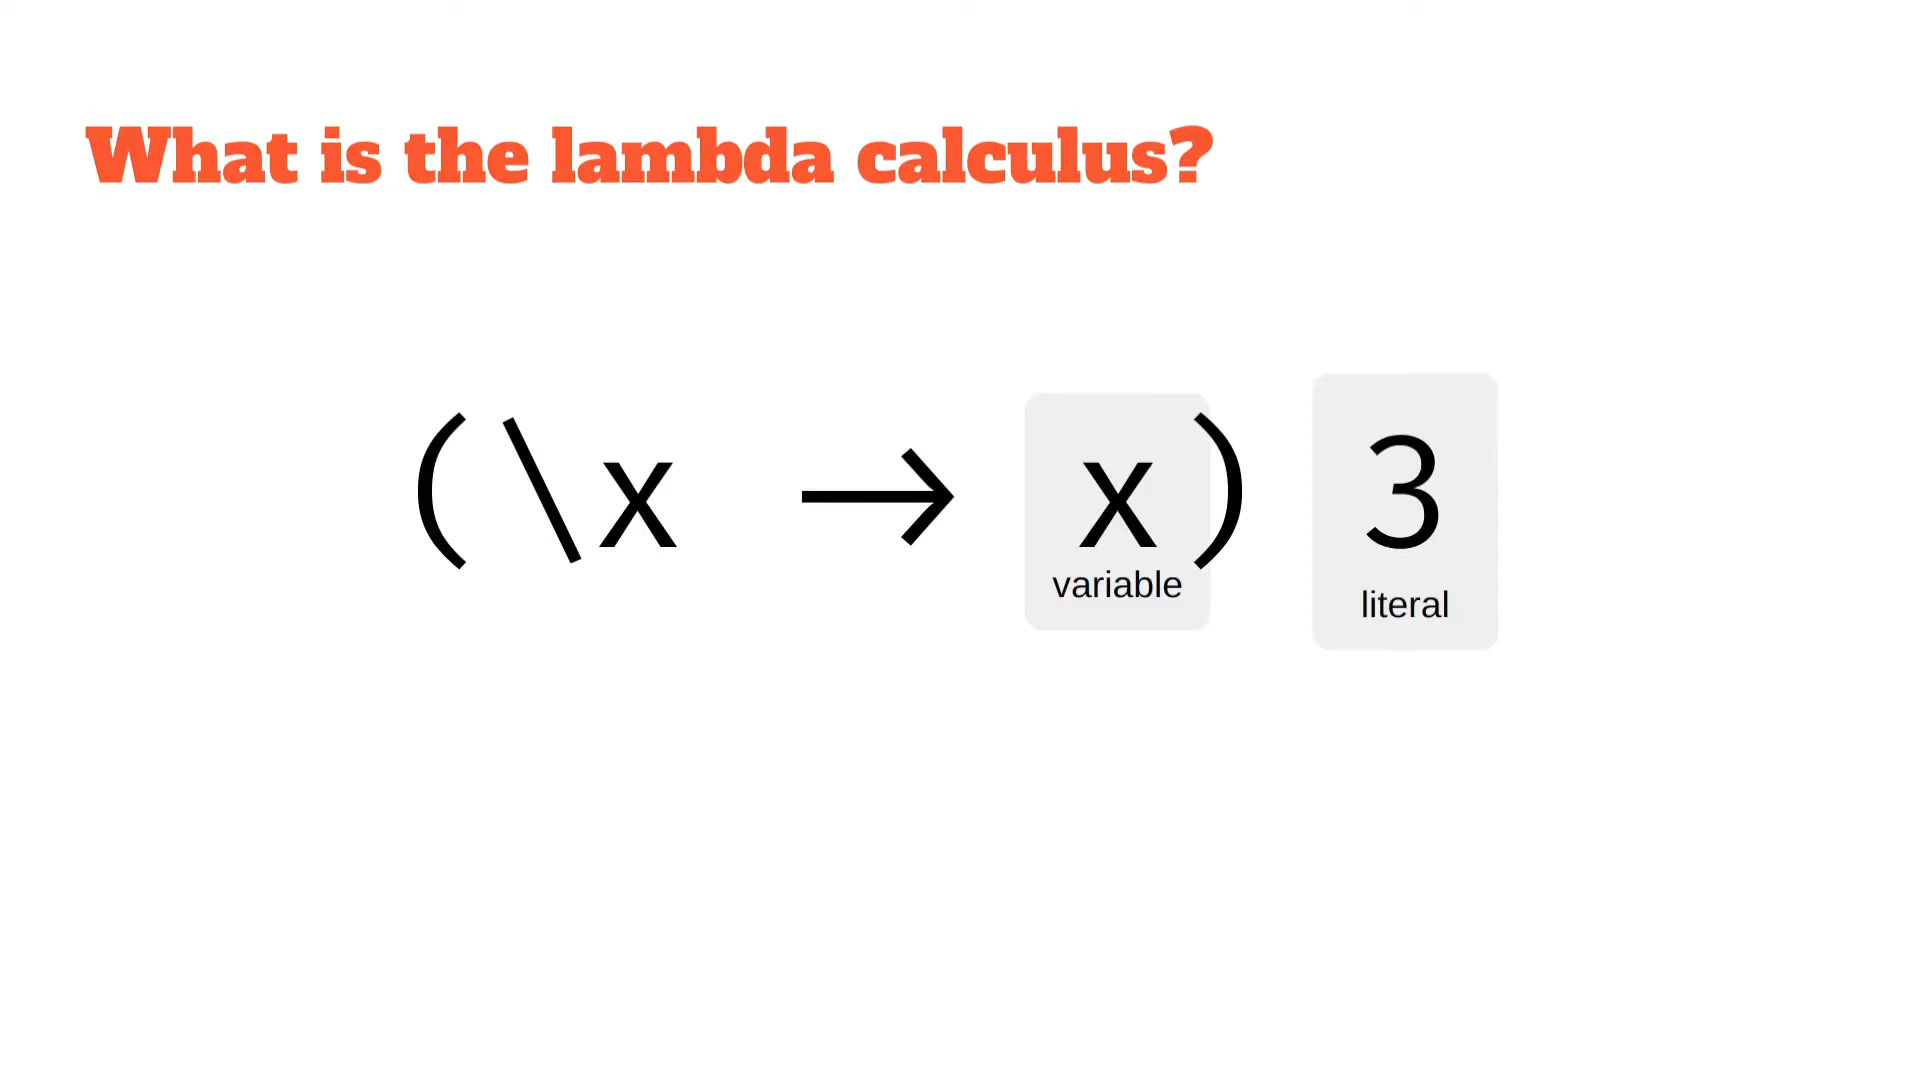 What is the lambda calculus?
(\x → x) 3
variable
literal